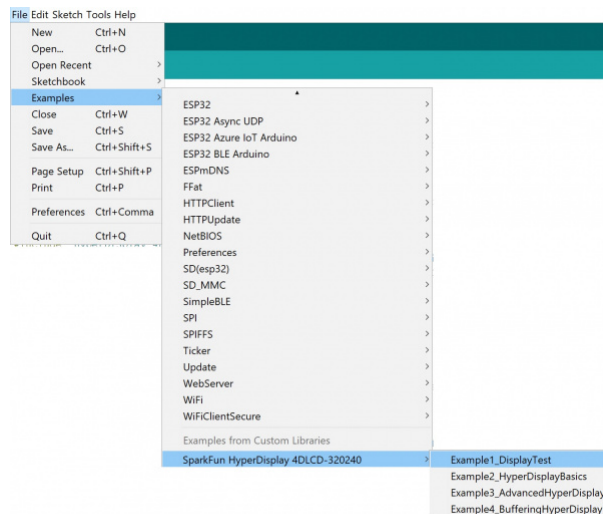 File Edit Sketch Tools Help
New Ctrl+N
Open... Ctrl+O
Open Recent
Sketchbook
Examples
Close Ctrl+W
Save Ctrl+S
Save As... Ctrl+Shift+S
Page Setup Ctrl+Shift+P
Print Ctrl+P
Preferences Ctrl+Comma
Quit Ctrl+Q
ESP32
ESP32 Async UDP
ESP32 Azure IoT Arduino
ESP32 BLE Arduino
ESPmDNS
FFat
HTTPClient
HTTPUpdate
NetBIOS
Preferences
SD(esp32)
SD_MMC
SimpleBLE
SPI
SPIFFS
Ticker
Update
WebServer
WiFi
WiFiClientSecure
Examples from Custom Libraries
SparkFun HyperDisplay 4DLCD-320240
Example1_DisplayTest
Example2_HyperDisplayBasics
Example3_AdvancedHyperDisplay
Example4_BufferingHyperDisplay